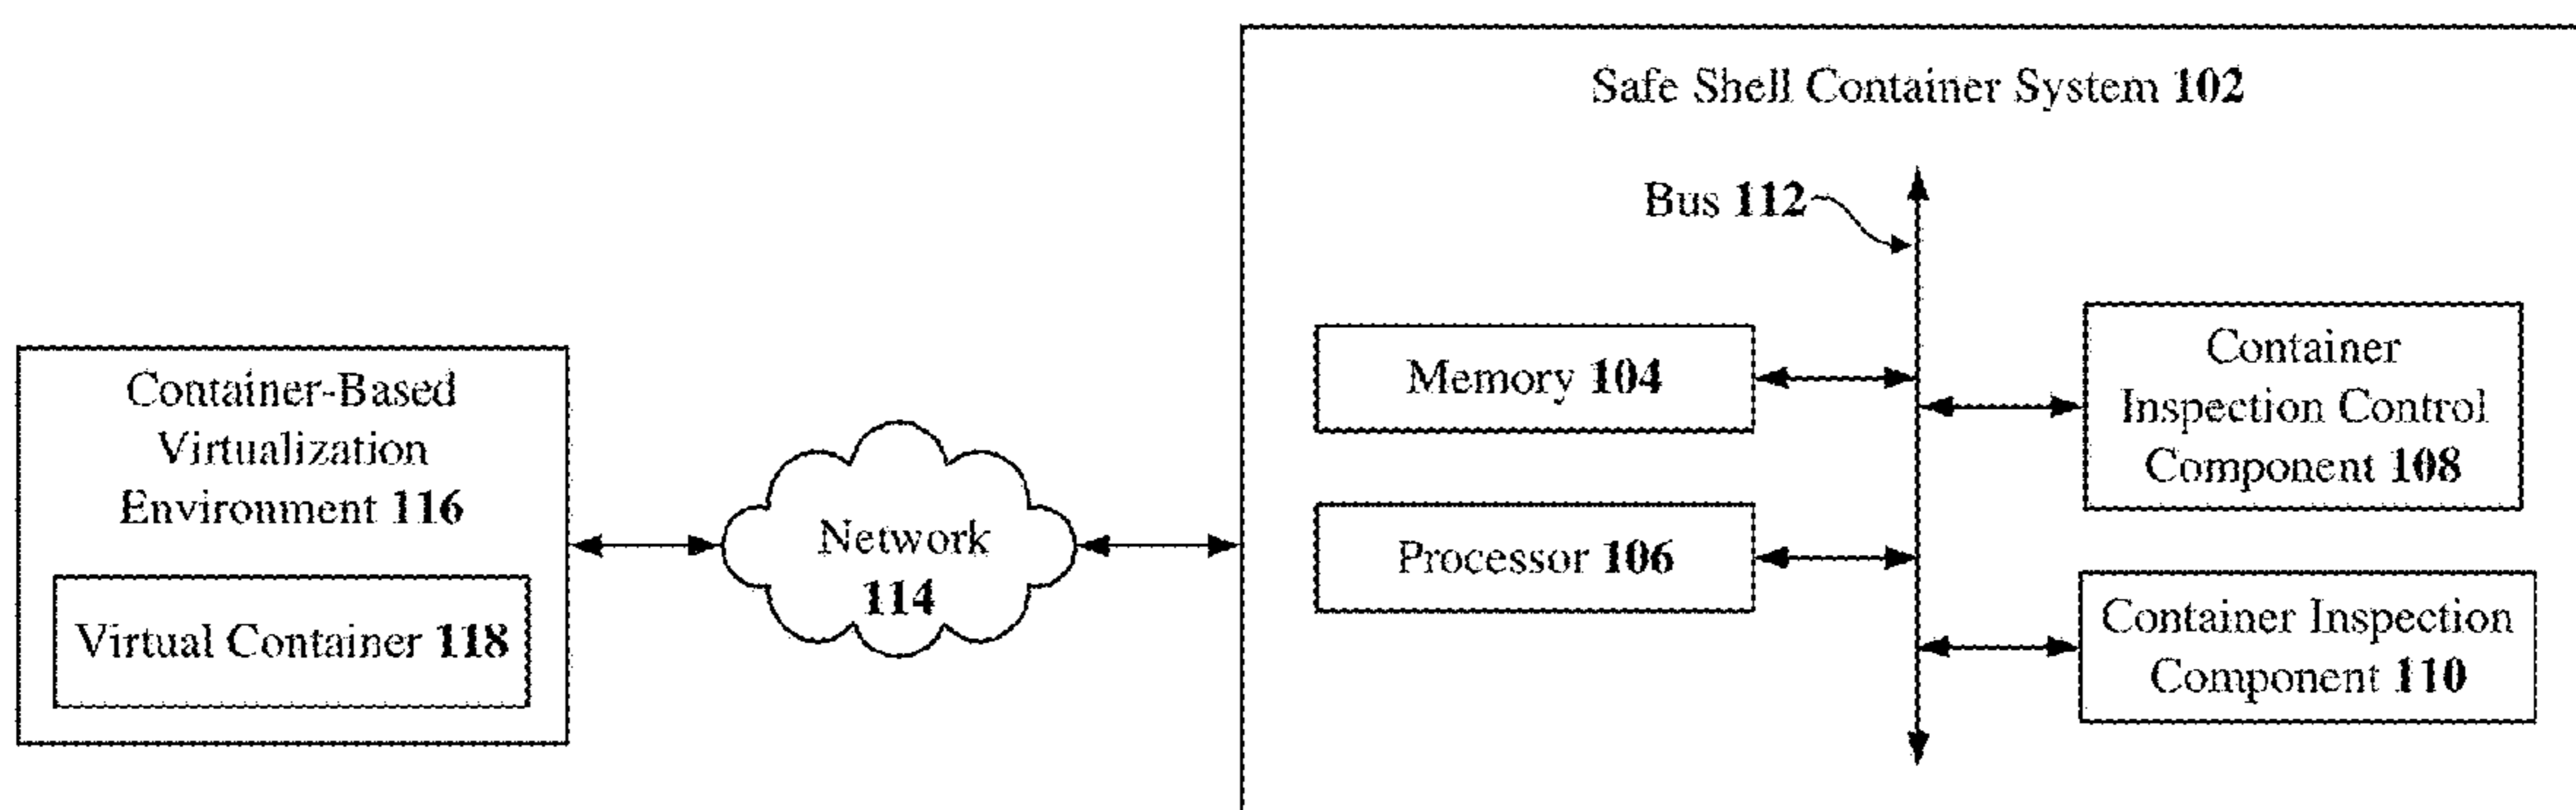 Safe Shell Container System 102
Bus 112
Memory 104
Container
Inspection Control
Component 108
Processor 106
Container Inspection
Component 110
Container-Based
Virtualization
Environment 116
Virtual Container 118
Network
114